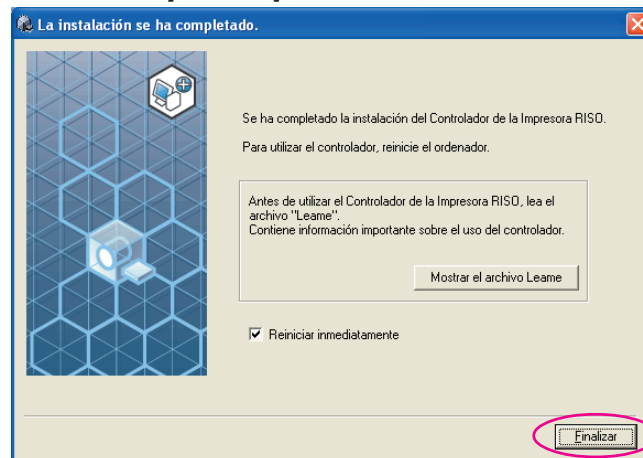 La instalación se ha completado.
Se ha completado la instalación del Controlador de la Impresora RISO.
Para utilizar el controlador, reinicie el ordenador.
Antes de utilizar el Controlador de la Impresora RISO, lea el
archivo "Leame".
Contiene información importante sobre el uso del controlador.
Mostrar el archivo Leame
Reiniciar inmediatamente
Finalizar